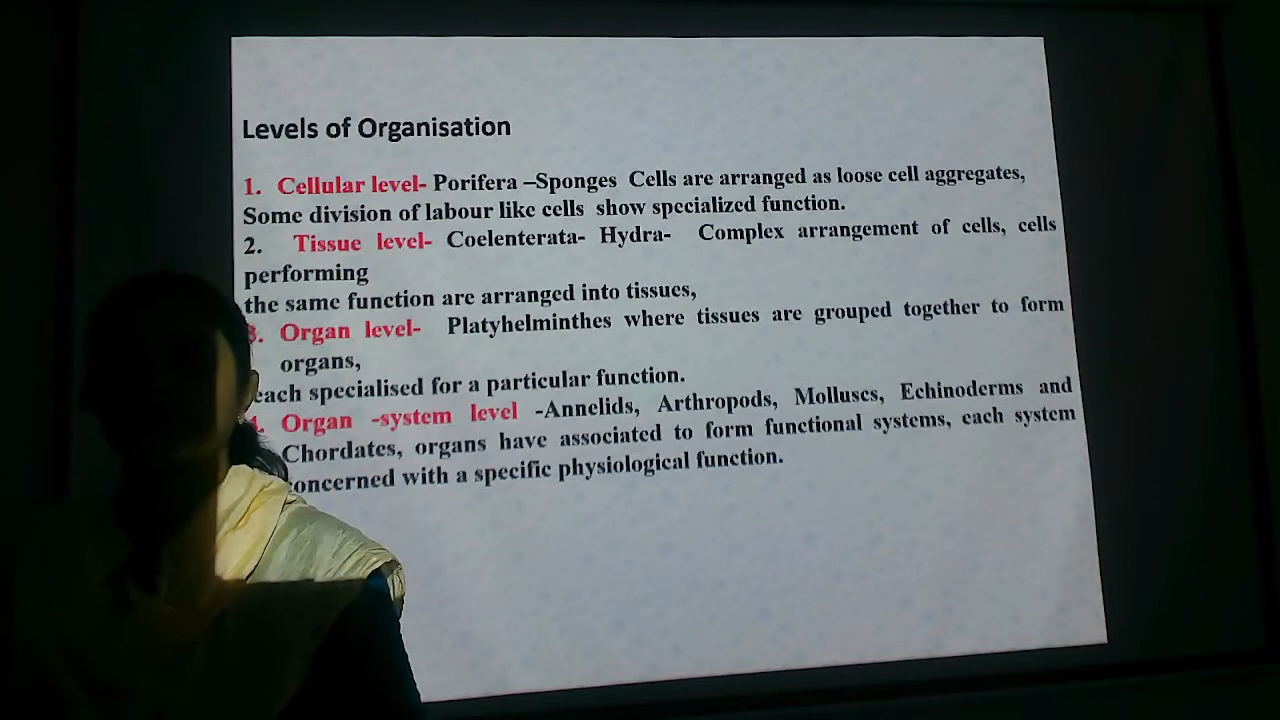 Levels of Organisation
1. Cellular level- Porifera –Sponges Cells are arranged as loose cell aggregates,
Some division of labour like cells show specialized function.
2. Tissue level- Coelenterata- Hydra- Complex arrangement of cells, cells
performing
the same function are arranged into tissues,
3. Organ level- Platyhelminthes where tissues are grouped together to form
organs,
each specialised for a particular function.
4. Organ -system level -Annelids, Arthropods, Molluscs, Echinoderms and
Chordates, organs have associated to form functional systems, each system
concerned with a specific physiological function.